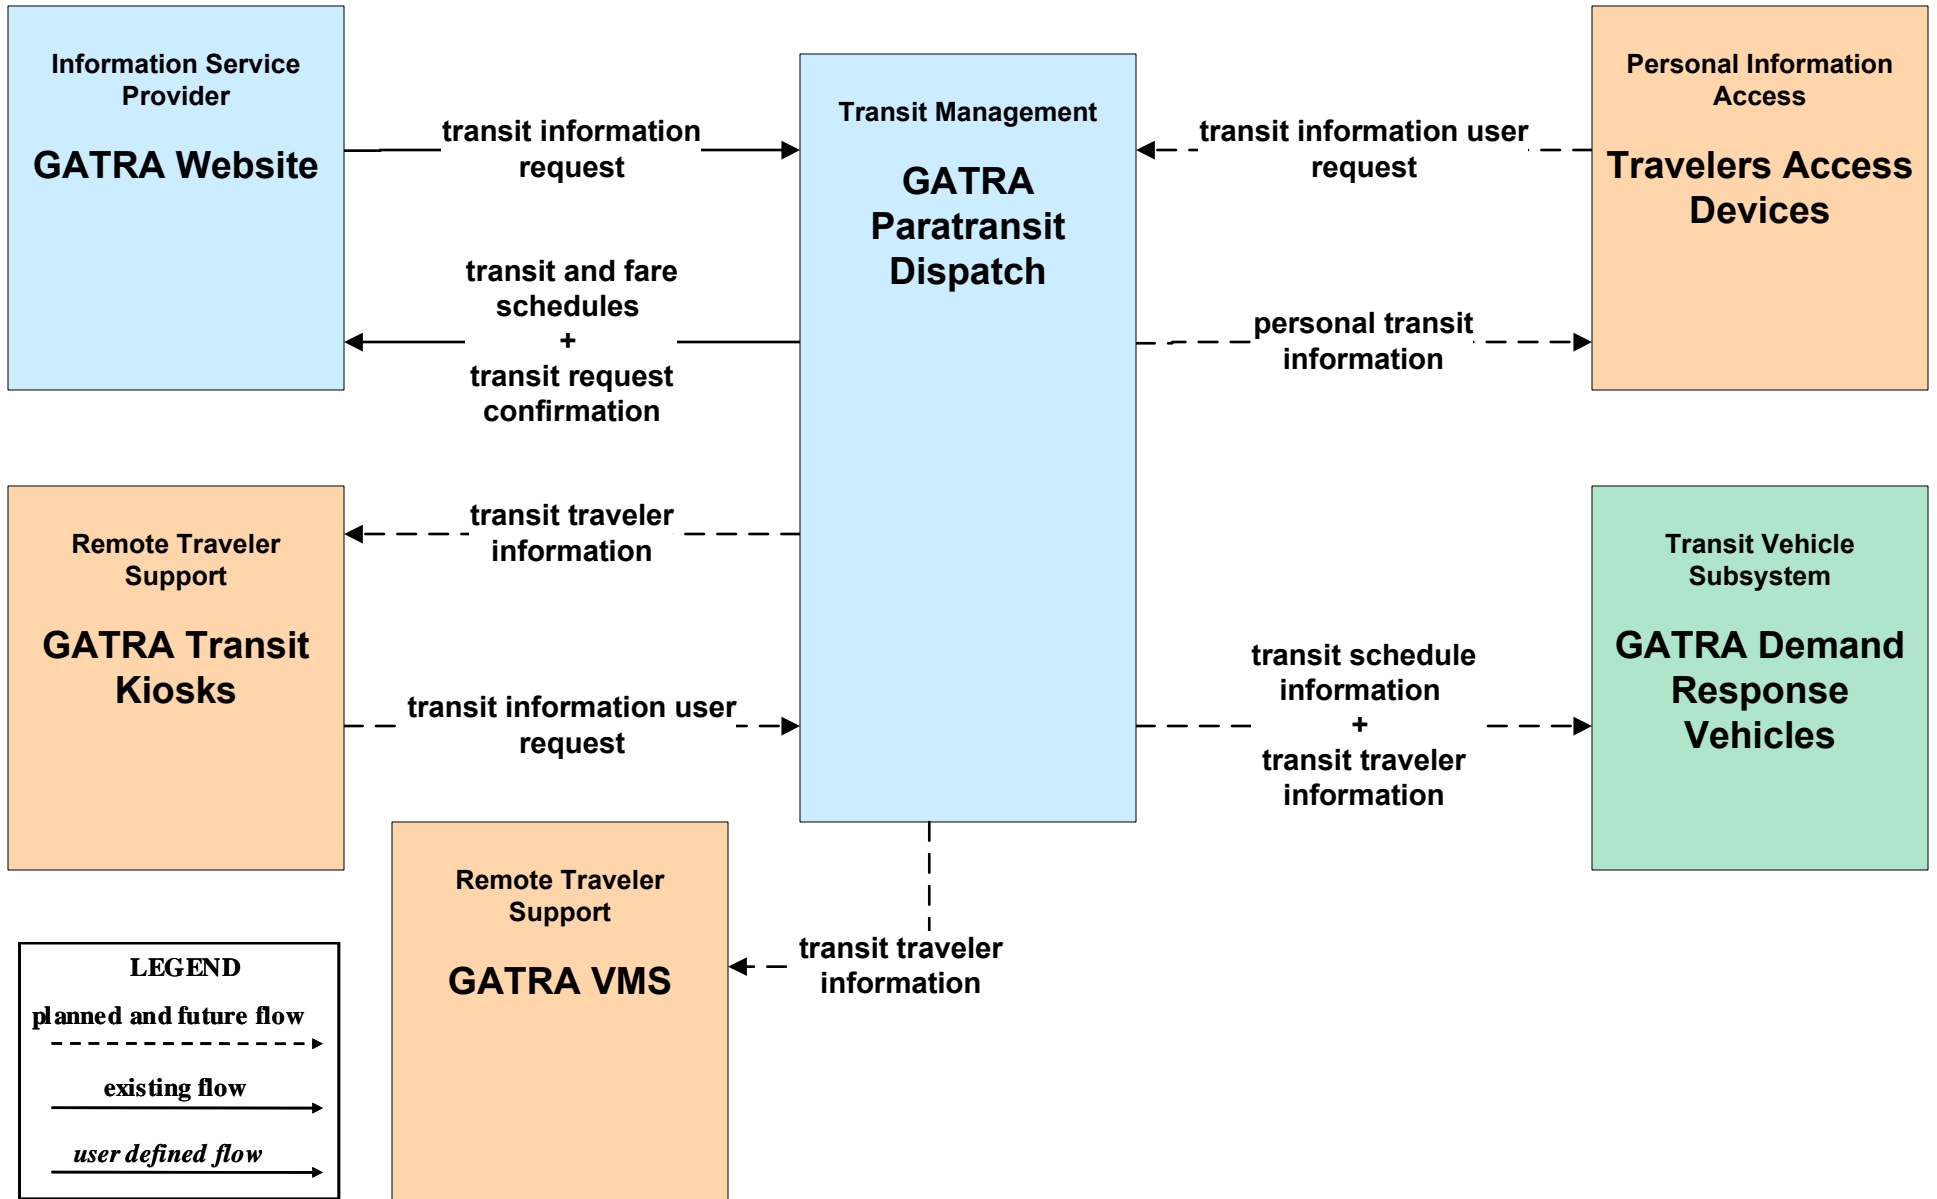 Information Service
Provider
GATRA Website
transit information
request
transit and fare
schedules
+
transit request
confirmation
Transit Management
GATRA
Paratransit
Dispatch
transit information user
request
personal transit
information
Personal Information
Access
Travelers Access
Devices
Remote Traveler
Support
GATRA Transit
Kiosks
transit traveler
information
transit information user
request
transit schedule
information
+
transit traveler
information
Transit Vehicle
Subsystem
GATRA Demand
Response
Vehicles
Remote Traveler
Support
GATRA VMS
transit traveler
information
LEGEND
planned and future flow
existing flow
user defined flow